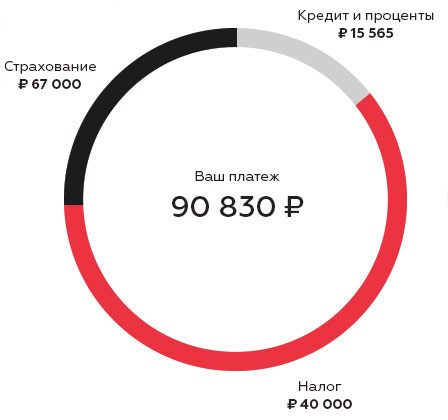 Кредит и проценты
₽ 15 565
Страхование
₽ 67 000
Ваш платеж
90 830 ₽
Налог
₽ 40 000